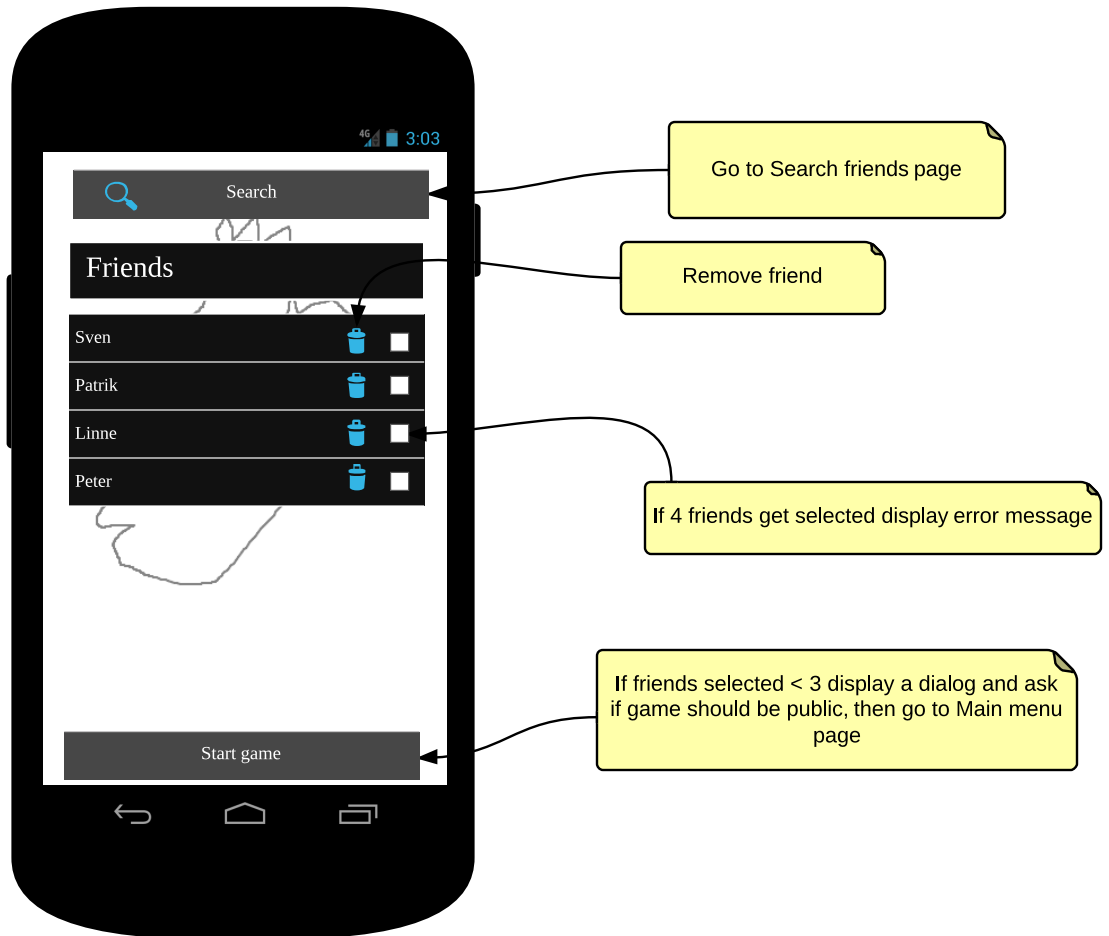 4G 3:03
Search
Friends
Sven
Patrik
Linne
Peter
Start game
Go to Search friends page
Remove friend
If 4 friends get selected display error message
If friends selected < 3 display a dialog and ask
if game should be public, then go to Main menu
page